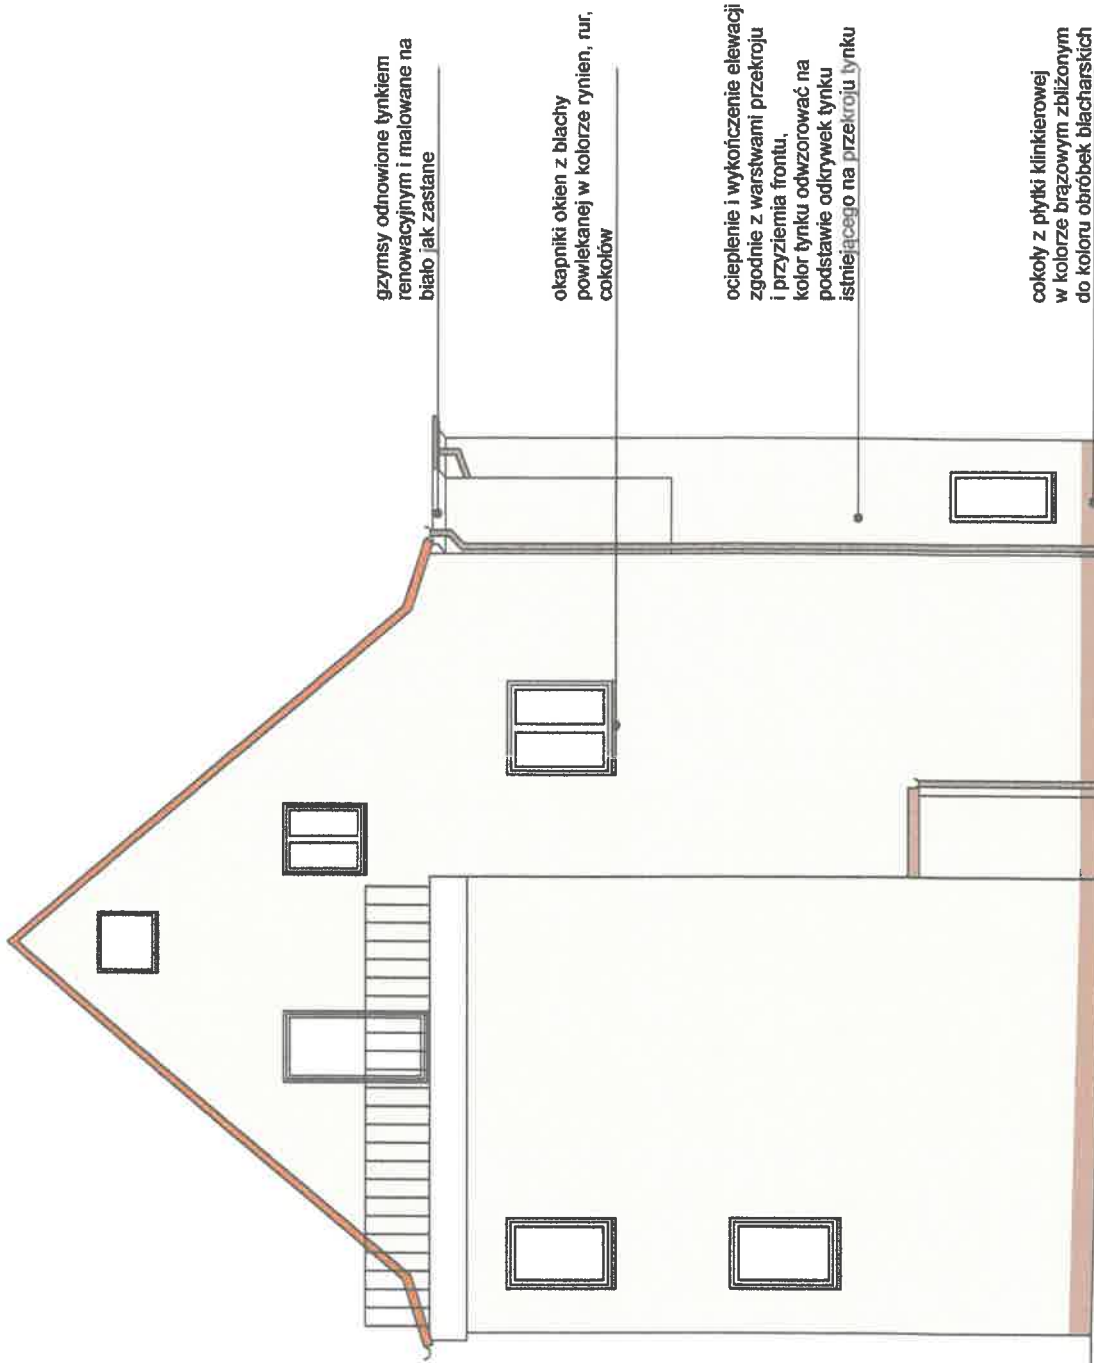 gzymsy odnowione tynkiem
renowacyjnym i malowane na
biało jak zastane
okapniki okien z blachy
powlekanej w kolorze rynien, rur,
cokołów
ocieplenie i wykończenie elewacji
zgodnie z warstwami przekroju
i przyziemia frontu,
kolor tynku odwzorować na
podstawie odkrywek tynku
istniejącego na przekroju tynku
cokoły z płytki klinkierowej
w kolorze brązowym zbliżonym
do koloru obróbek blacharskich